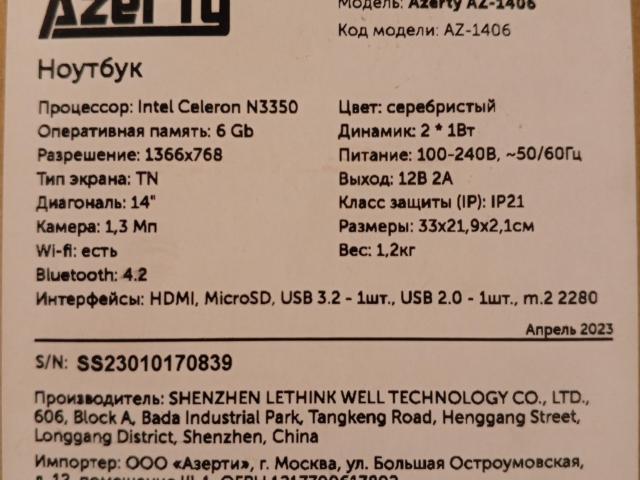 Azerty
Модель: Azerty AZ-1406
Код модели: AZ-1406
Ноутбук
Процессор: Intel Celeron N3350
Оперативная память: 6 Gb
Разрешение: 1366x768
Тип экрана: TN
Диагональ: 14"
Камера: 1,3 Мп
Wi-fi: есть
Bluetooth: 4.2
Цвет: серебристый
Динамик: 2 * 1Вт
Питание: 100-240В, ~50/60Гц
Выход: 12В 2А
Класс защиты (IP): IP21
Размеры: 33x21,9x2,1см
Вес: 1,2кг
Интерфейсы: HDMI, MicroSD, USB 3.2 - 1шт., USB 2.0 - 1шт., m.2 2280
Апрель 2023
S/N: SS23010170839
Производитель: SHENZHEN LETHINK WELL TECHNOLOGY CO., LTD.,
606, Block A, Bada Industrial Park, Tangkeng Road, Henggang Street,
Longgang District, Shenzhen, China
Импортер: ООО «Азерти», г. Москва, ул. Большая Остроумовская,